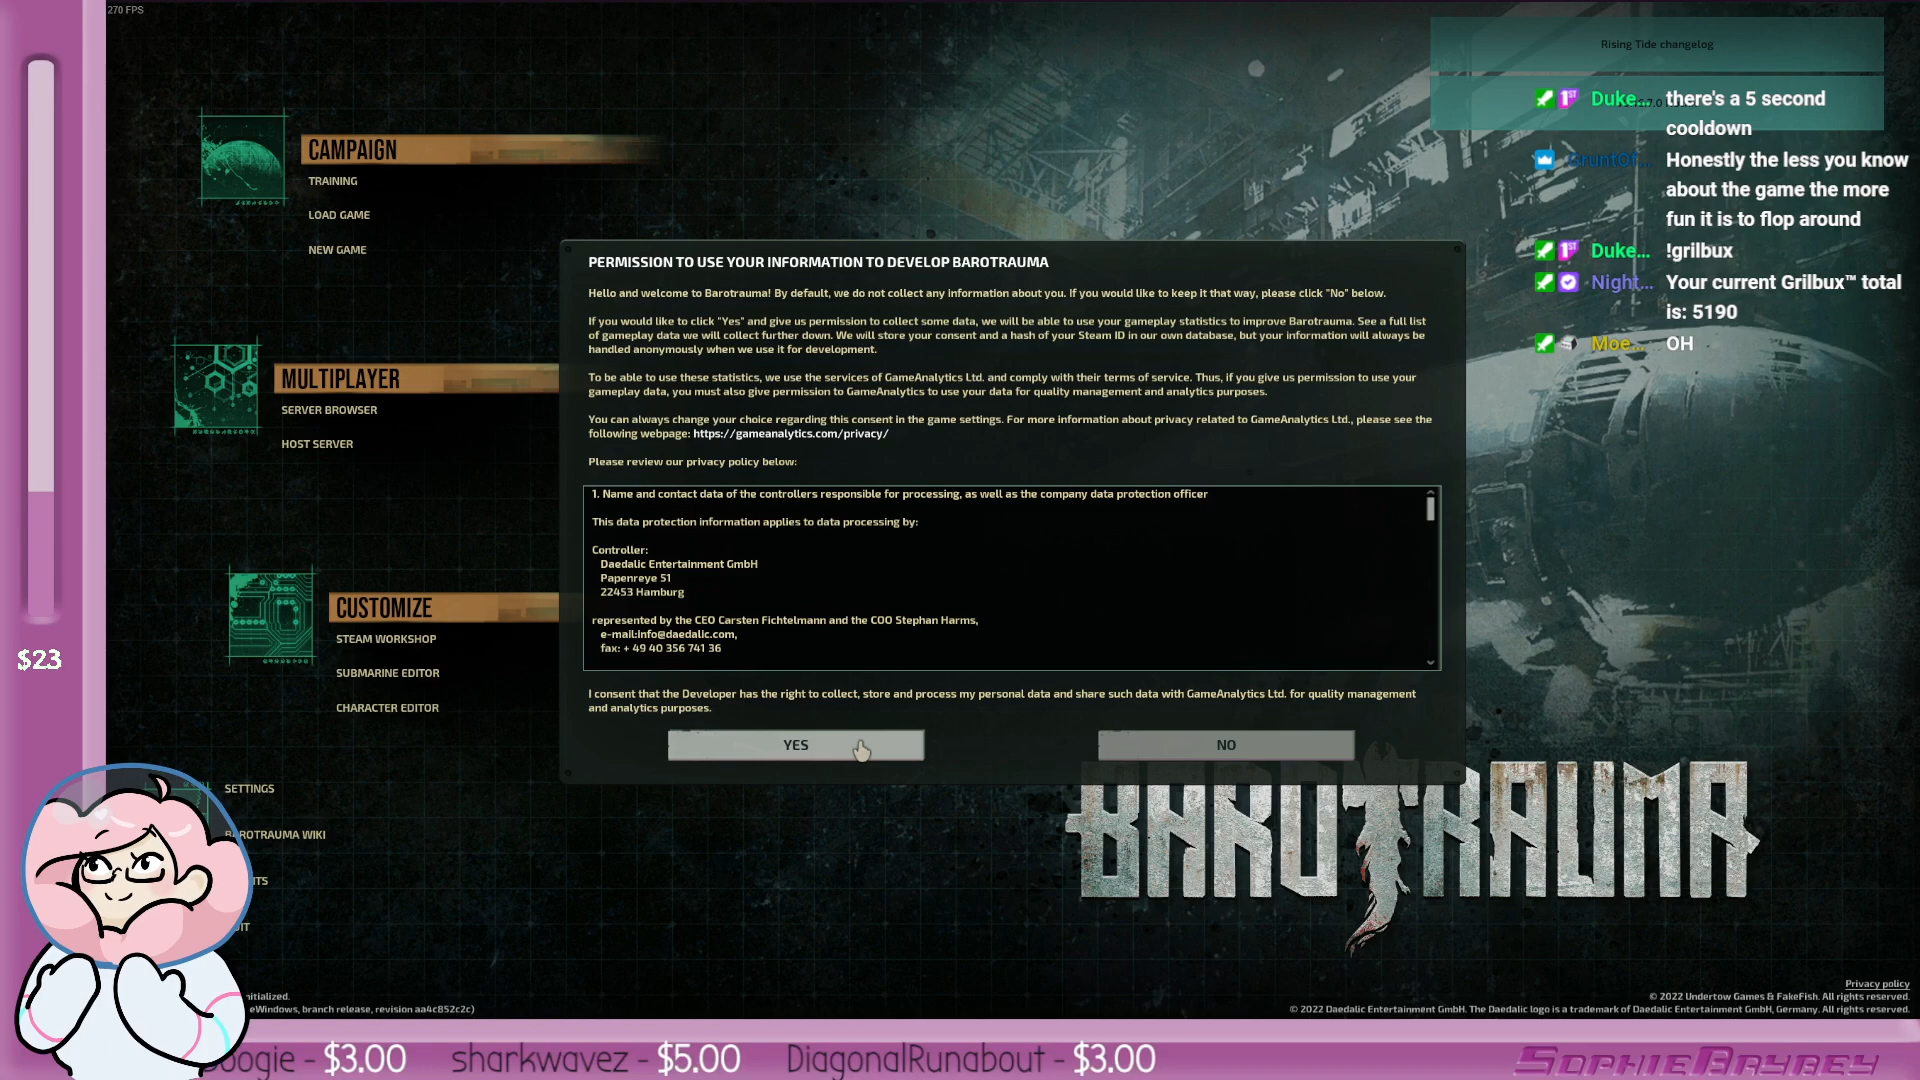 270 FPS
Rising Tide changelog
CAMPAIGN
TRAINING
LOAD GAME
NEW GAME
MULTIPLAYER
SERVER BROWSER
HOST SERVER
CUSTOMIZE
STEAM WORKSHOP
SUBMARINE EDITOR
CHARACTER EDITOR
SETTINGS
BAROTRAUMA WIKI
PERMISSION TO USE YOUR INFORMATION TO DEVELOP BAROTRAUMA
Hello and welcome to Barotrauma! By default, we do not collect any information about you. If you would like to keep it that way, please click "No" below.
If you would like to click "Yes" and give us permission to collect some data, we will be able to use your gameplay statistics to improve Barotrauma. See a full list
of gameplay data we will collect further down. We will store your consent and a hash of your Steam ID in our own database, but your information will always be
handled anonymously when we use it for development.
To be able to use these statistics, we use the services of GameAnalytics Ltd. and comply with their terms of service. Thus, if you give us permission to use your
gameplay data, you must also give permission to GameAnalytics to use your data for quality management and analytics purposes.
You can always change your choice regarding this consent in the game settings. For more information about privacy related to GameAnalytics Ltd., please see the
following webpage: https://gameanalytics.com/privacy/
Please review our privacy policy below:
1. Name and contact data of the controllers responsible for processing, as well as the company data protection officer
This data protection information applies to data processing by:
Controller:
Daedalic Entertainment GmbH
Papenreye 51
22453 Hamburg
represented by the CEO Carsten Fichtelmann and the COO Stephan Harms,
e-mail:info@daedalic.com,
fax: + 49 40 356 741 36
I consent that the Developer has the right to collect, store and process my personal data and share such data with GameAnalytics Ltd. for quality management
and analytics purposes.
YES
NO
Duke... there's a 5 second
cooldown
GruntOf... Honestly the less you know
about the game the more
fun it is to flop around
Duke... !grilbux
Night... Your current Grilbux™ total
is: 5190
Moe... OH
$23
BAROTRAUMA
Privacy policy
© 2022 Undertow Games & FakeFish. All rights reserved.
© 2022 Daedalic Entertainment GmbH. The Daedalic logo is a trademark of Daedalic Entertainment GmbH, Germany. All rights reserved.
nitialized.
eWindows, branch release, revision aa4c852c2c)
oogie - $3.00 sharkwavez - $5.00 DiagonalRunabout - $3.00
SOPHIEBAYBEY